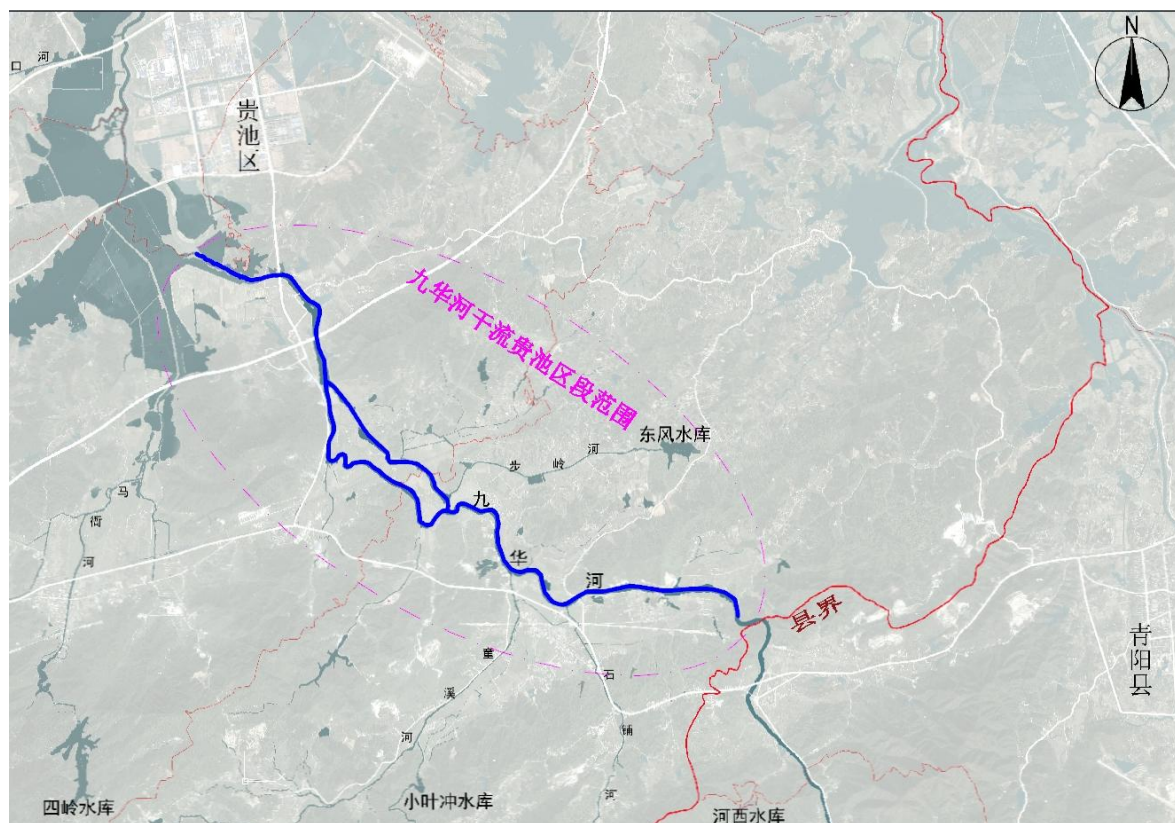 N
口河
贵池区
九华河干流贵池区段范围
东风水库
步岭河
九华河
马衙河
县界
青阳县
童溪河
石铺河
四岭水库
小叶冲水库
河西水库